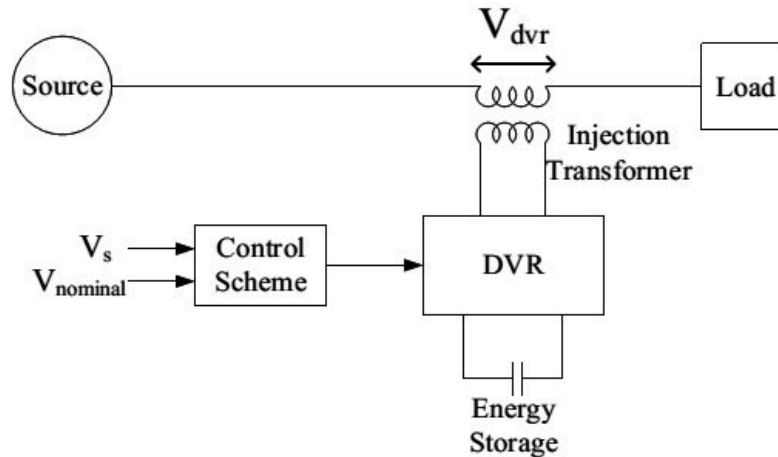 V_dvr
Source
Load
Injection
Transformer
V_s
V_nominal
Control
Scheme
DVR
Energy
Storage